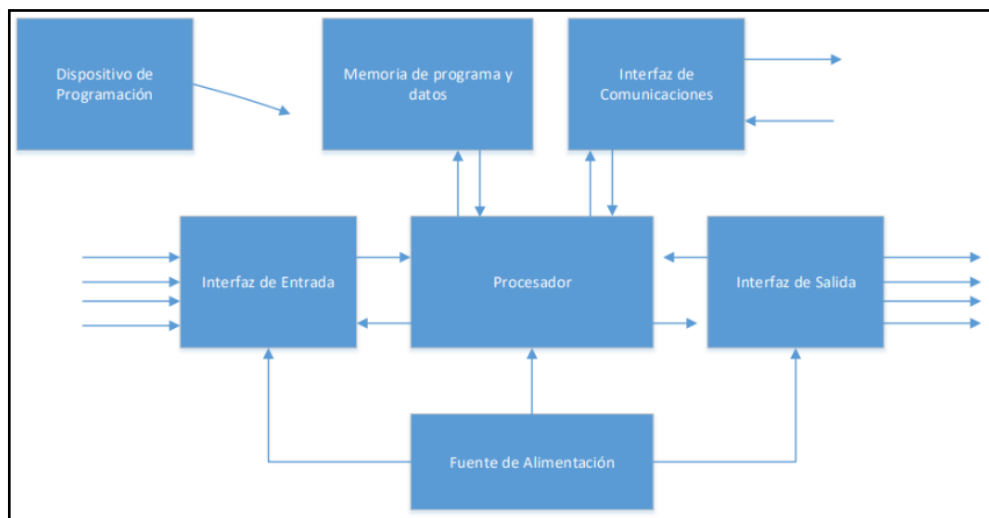 Dispositivo de
Programación
Memoria de programa y
datos
Interfaz de
Comunicaciones
Interfaz de Entrada
Procesador
Interfaz de Salida
Fuente de Alimentación